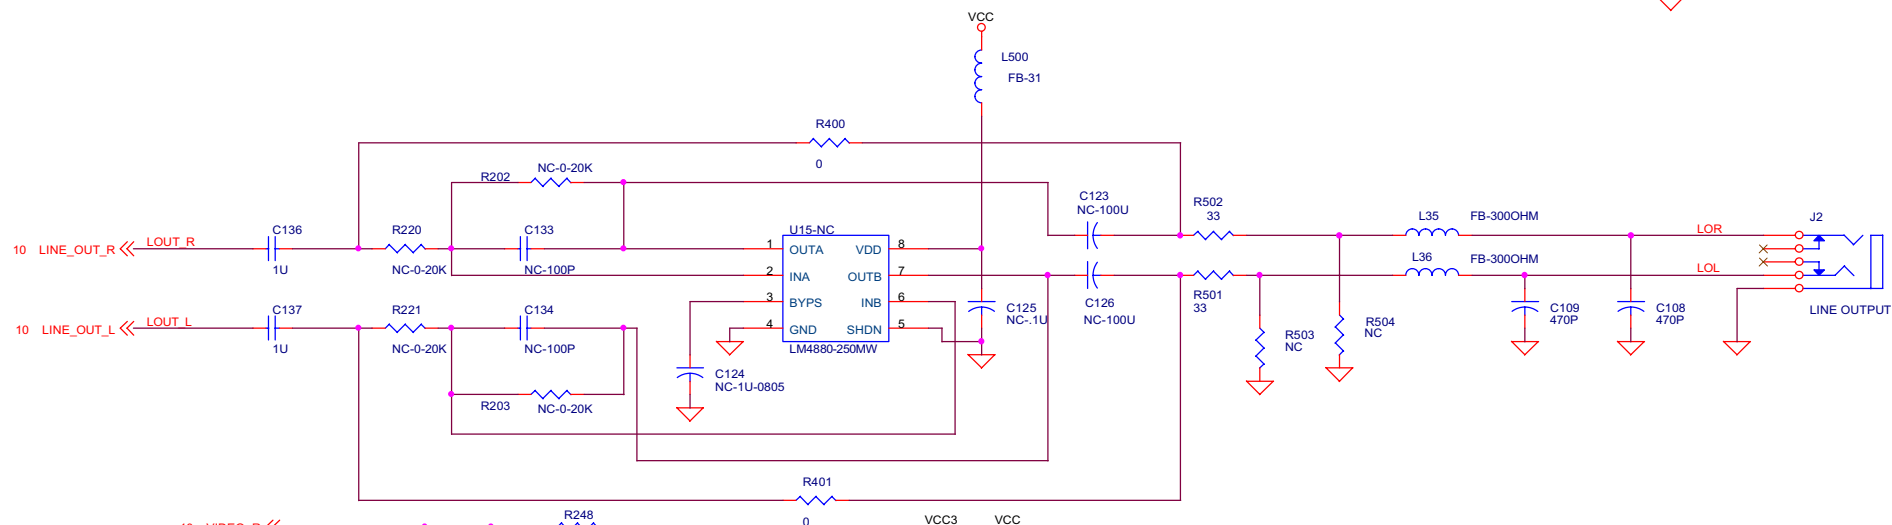 VCC
L500
FB-31
R400
0
R202
NC-0-20K
C123
NC-100U
R502
33
L35
FB-300OHM
J2
10 LINE_OUT_R
LOUT_R
C136
1U
R220
NC-0-20K
C133
NC-100P
U15-NC
1 OUTA VDD 8
2 INA OUTB 7
3 BYPS INB 6
4 GND SHDN 5
LM4880-250MW
LOR
L36
FB-300OHM
LOL
C126
NC-100U
R501
33
C125
NC-.1U
C109
470P
C108
470P
LINE OUTPUT
10 LINE_OUT_L
LOUT_L
C137
1U
R221
NC-0-20K
C134
NC-100P
R503
NC
R504
NC
C124
NC-1U-0805
R203
NC-0-20K
R401
0
R248
VCC3
VCC